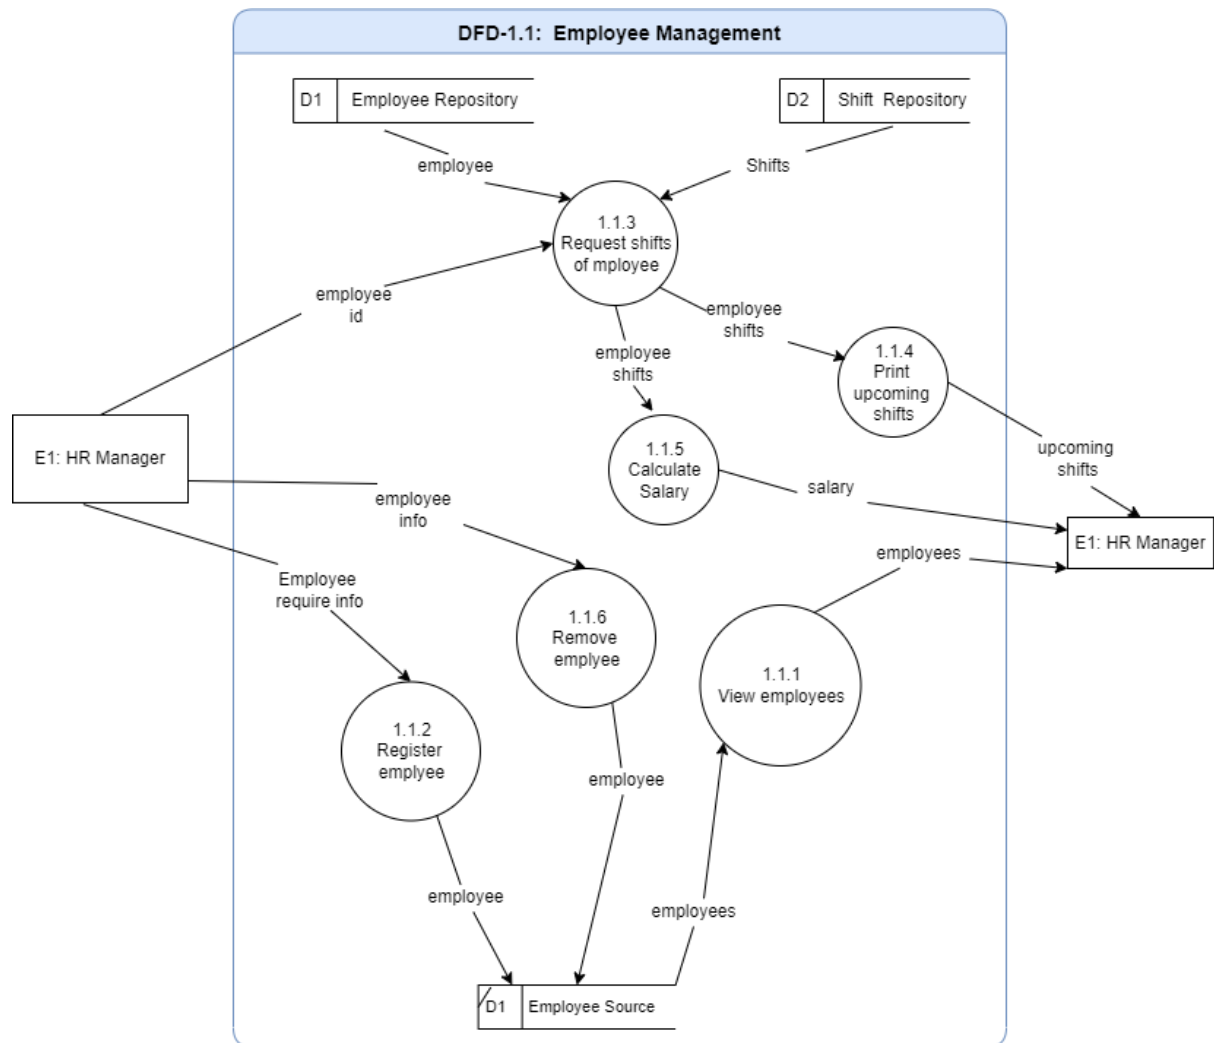 DFD-1.1:  Employee Management
D1
Employee Repository
D2
Shift  Repository
employee
Shifts
1.1.3
Request shifts
of mployee
employee
id
employee
shifts
employee
shifts
1.1.4
Print
upcoming
shifts
E1: HR Manager
1.1.5
Calculate
Salary
upcoming
shifts
salary
employee
info
E1: HR Manager
employees
Employee
require info
1.1.6
Remove
emplyee
1.1.1
View employees
1.1.2
Register
emplyee
employee
employee
employees
D1
Employee Source